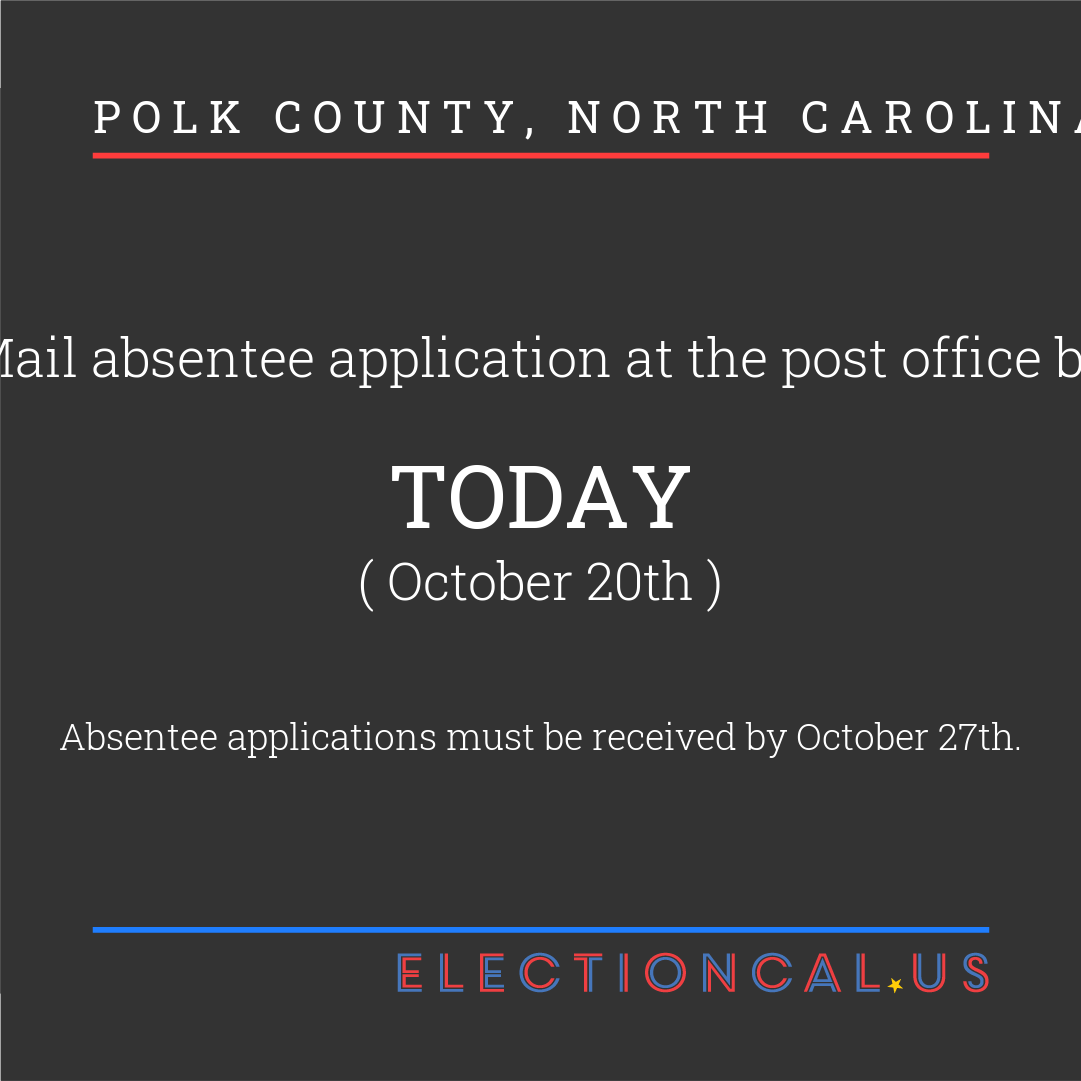 POLK COUNTY, NORTH CAROLINA
Mail absentee application at the post office b
TODAY
( October 20th )
Absentee applications must be received by October 27th.
ELECTIONCAL.US